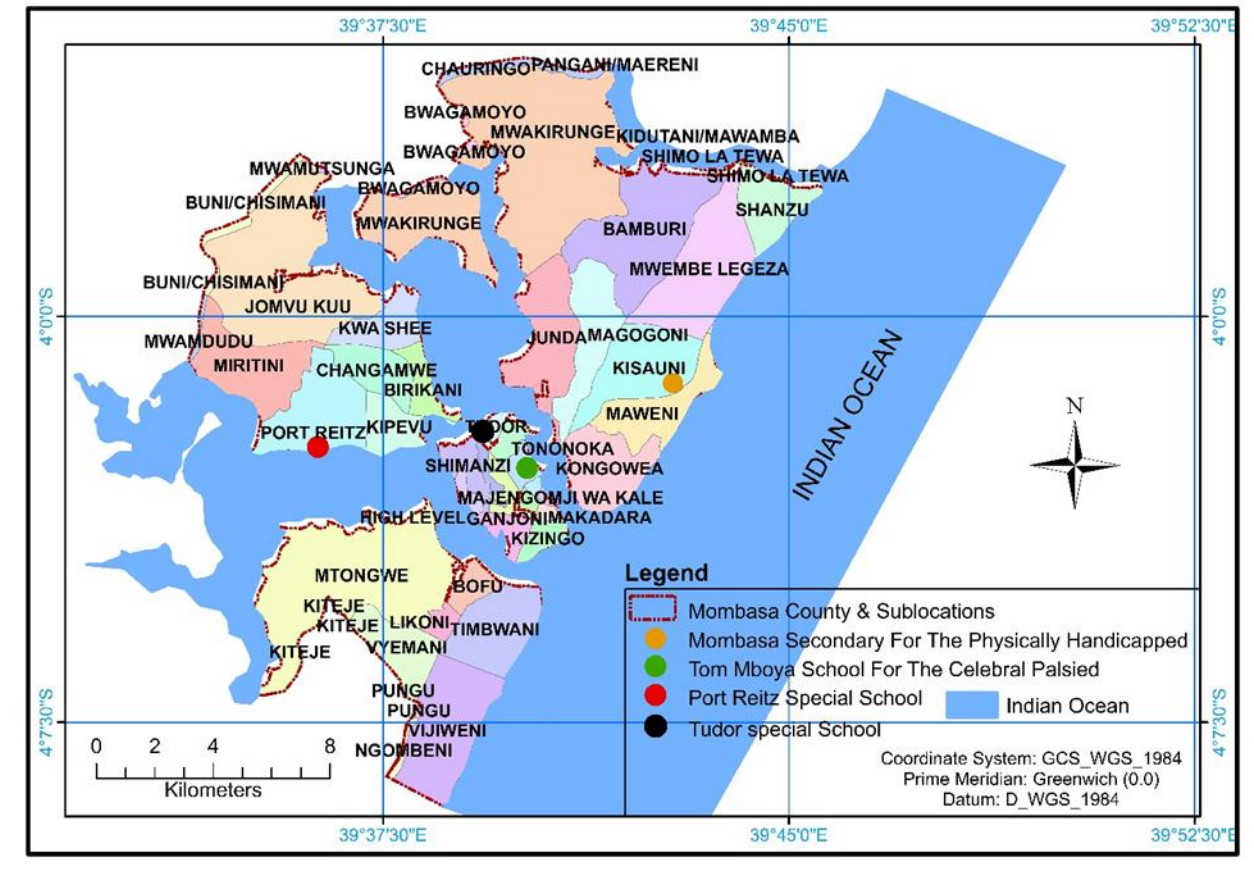 39°37'30"E
39°45'0"E
39°52'30"E
CHAURINGO
PANGANI/MAERENI
BWAGAMOYO
MWAKIRUNGE
KIDUTANI/MAWAMBA
BWAGAMOYO
SHIMO LA TEWA
MWAMUTSUNGA
SHIMO LA TEWA
BWAGAMOYO
BUNI/CHISIMANI
SHANZU
MWAKIRUNGE
BAMBURI
MWEMBE LEGEZA
BUNI/CHISIMANI
JOMVU KUU
4°0'0"S
4°0'0"S
KWA SHEE
JUNDA
MAGOGONI
MWAMDUDU
MIRITINI
CHANGAMWE
KISAUNI
BIRIKANI
INDIAN OCEAN
MAWENI
N
PORT REITZ
KIPEVU
TUDOR
TONONOKA
SHIMANZI
KONGOWEA
MAJENGO
MJI WA KALE
HIGH LEVEL
GANJONI
MAKADARA
KIZINGO
MTONGWE
BOFU
KITEJE
KITEJE
LIKONI
TIMBWANI
KITEJE
VYEMANI
PUNGU
PUNGU
VIJIWENI
NGOMBENI
Legend
Mombasa County & Sublocations
Mombasa Secondary For The Physically Handicapped
Tom Mboya School For The Celebral Palsied
Port Reitz Special School
Indian Ocean
Tudor special School
4°7'30"S
4°7'30"S
0 2 4 8
Kilometers
Coordinate System: GCS_WGS_1984
Prime Meridian: Greenwich (0.0)
Datum: D_WGS_1984
39°37'30"E
39°45'0"E
39°52'30"E